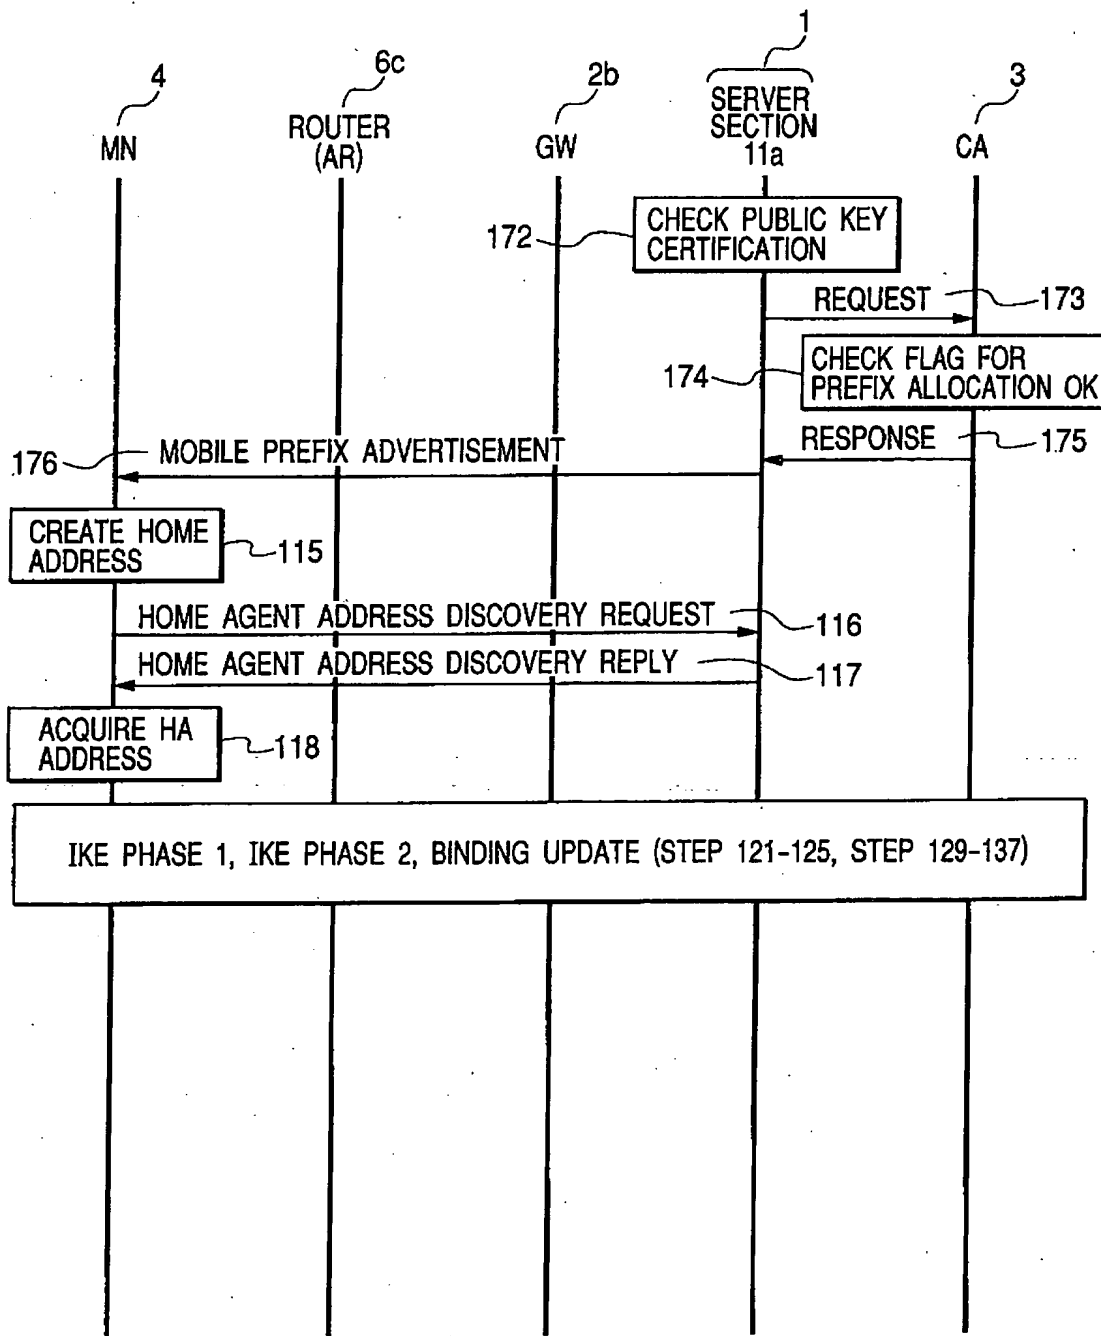 1
4
6c
2b
3
MN
ROUTER
(AR)
GW
SERVER
SECTION
11a
CA
172
CHECK PUBLIC KEY
CERTIFICATION
REQUEST
173
174
CHECK FLAG FOR
PREFIX ALLOCATION OK
RESPONSE
175
176
MOBILE PREFIX ADVERTISEMENT
CREATE HOME
ADDRESS
115
HOME AGENT ADDRESS DISCOVERY REQUEST
116
HOME AGENT ADDRESS DISCOVERY REPLY
117
ACQUIRE HA
ADDRESS
118
IKE PHASE 1, IKE PHASE 2, BINDING UPDATE (STEP 121-125, STEP 129-137)